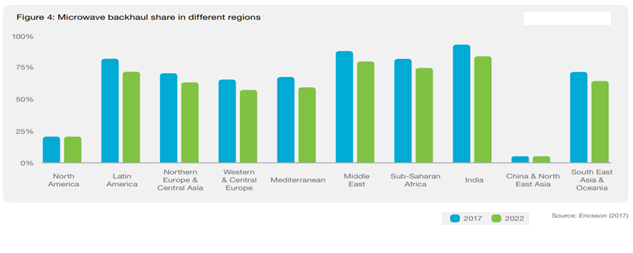 Figure 4: Microwave backhaul share in different regions
100%
75%
50%
25%
0%
North
America
Latin
America
Northern
Europe &
Central Asia
Western
& Central
Europe
Mediterranean
Middle
East
Sub-Saharan
Africa
India
China & North
East Asia
South East
Asia &
Oceania
2017 2022
Source: Ericsson (2017)